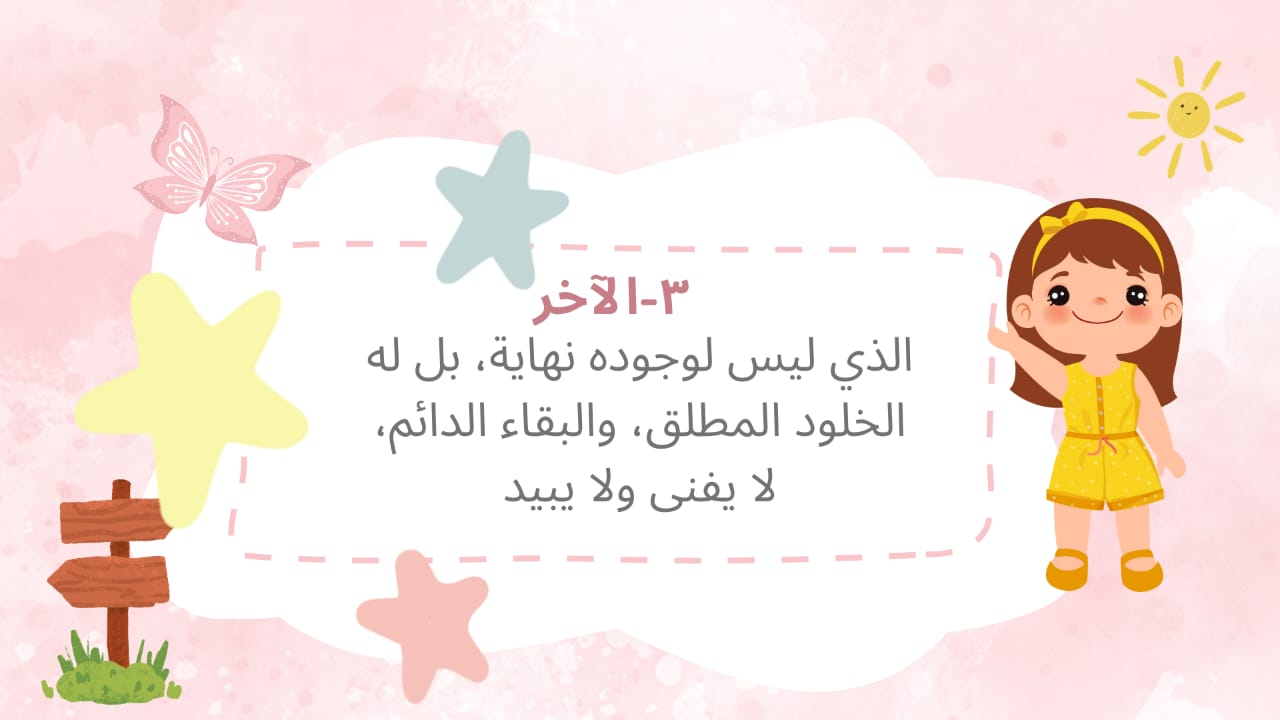 ٣-الآخر
الذي ليس لوجوده نهاية، بل له
الخلود المطلق، والبقاء الدائم،
لا يفنى ولا يبيد